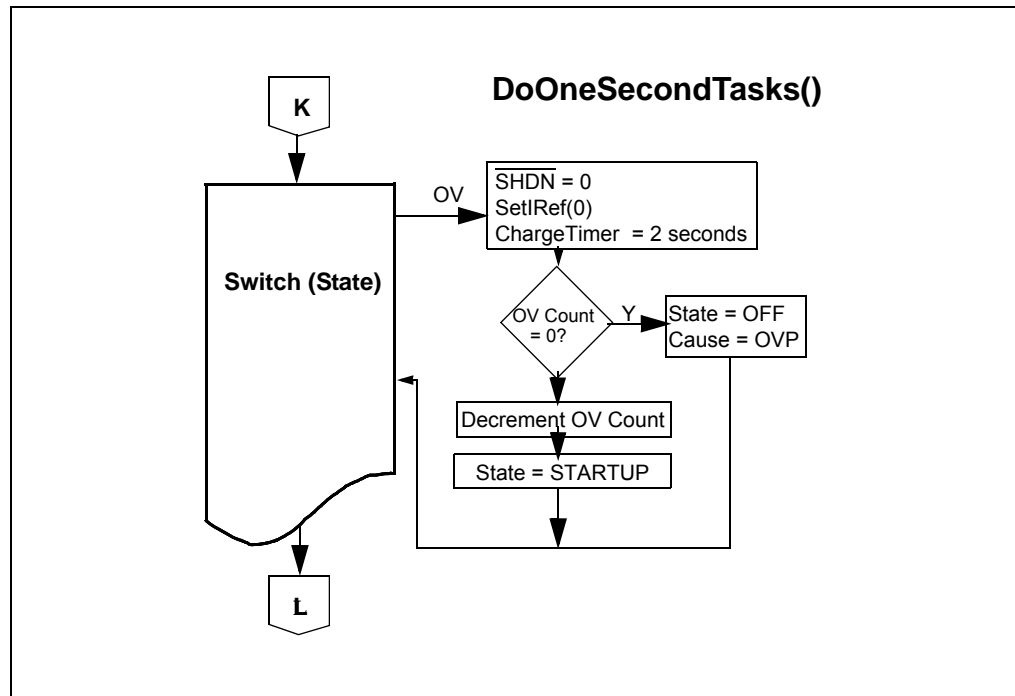 DoOneSecondTasks()
K
OV
SHDN = 0
SetIRef(0)
ChargeTimer = 2 seconds
Switch (State)
OV Count
= 0?
Y
State = OFF
Cause = OVP
Decrement OV Count
State = STARTUP
L